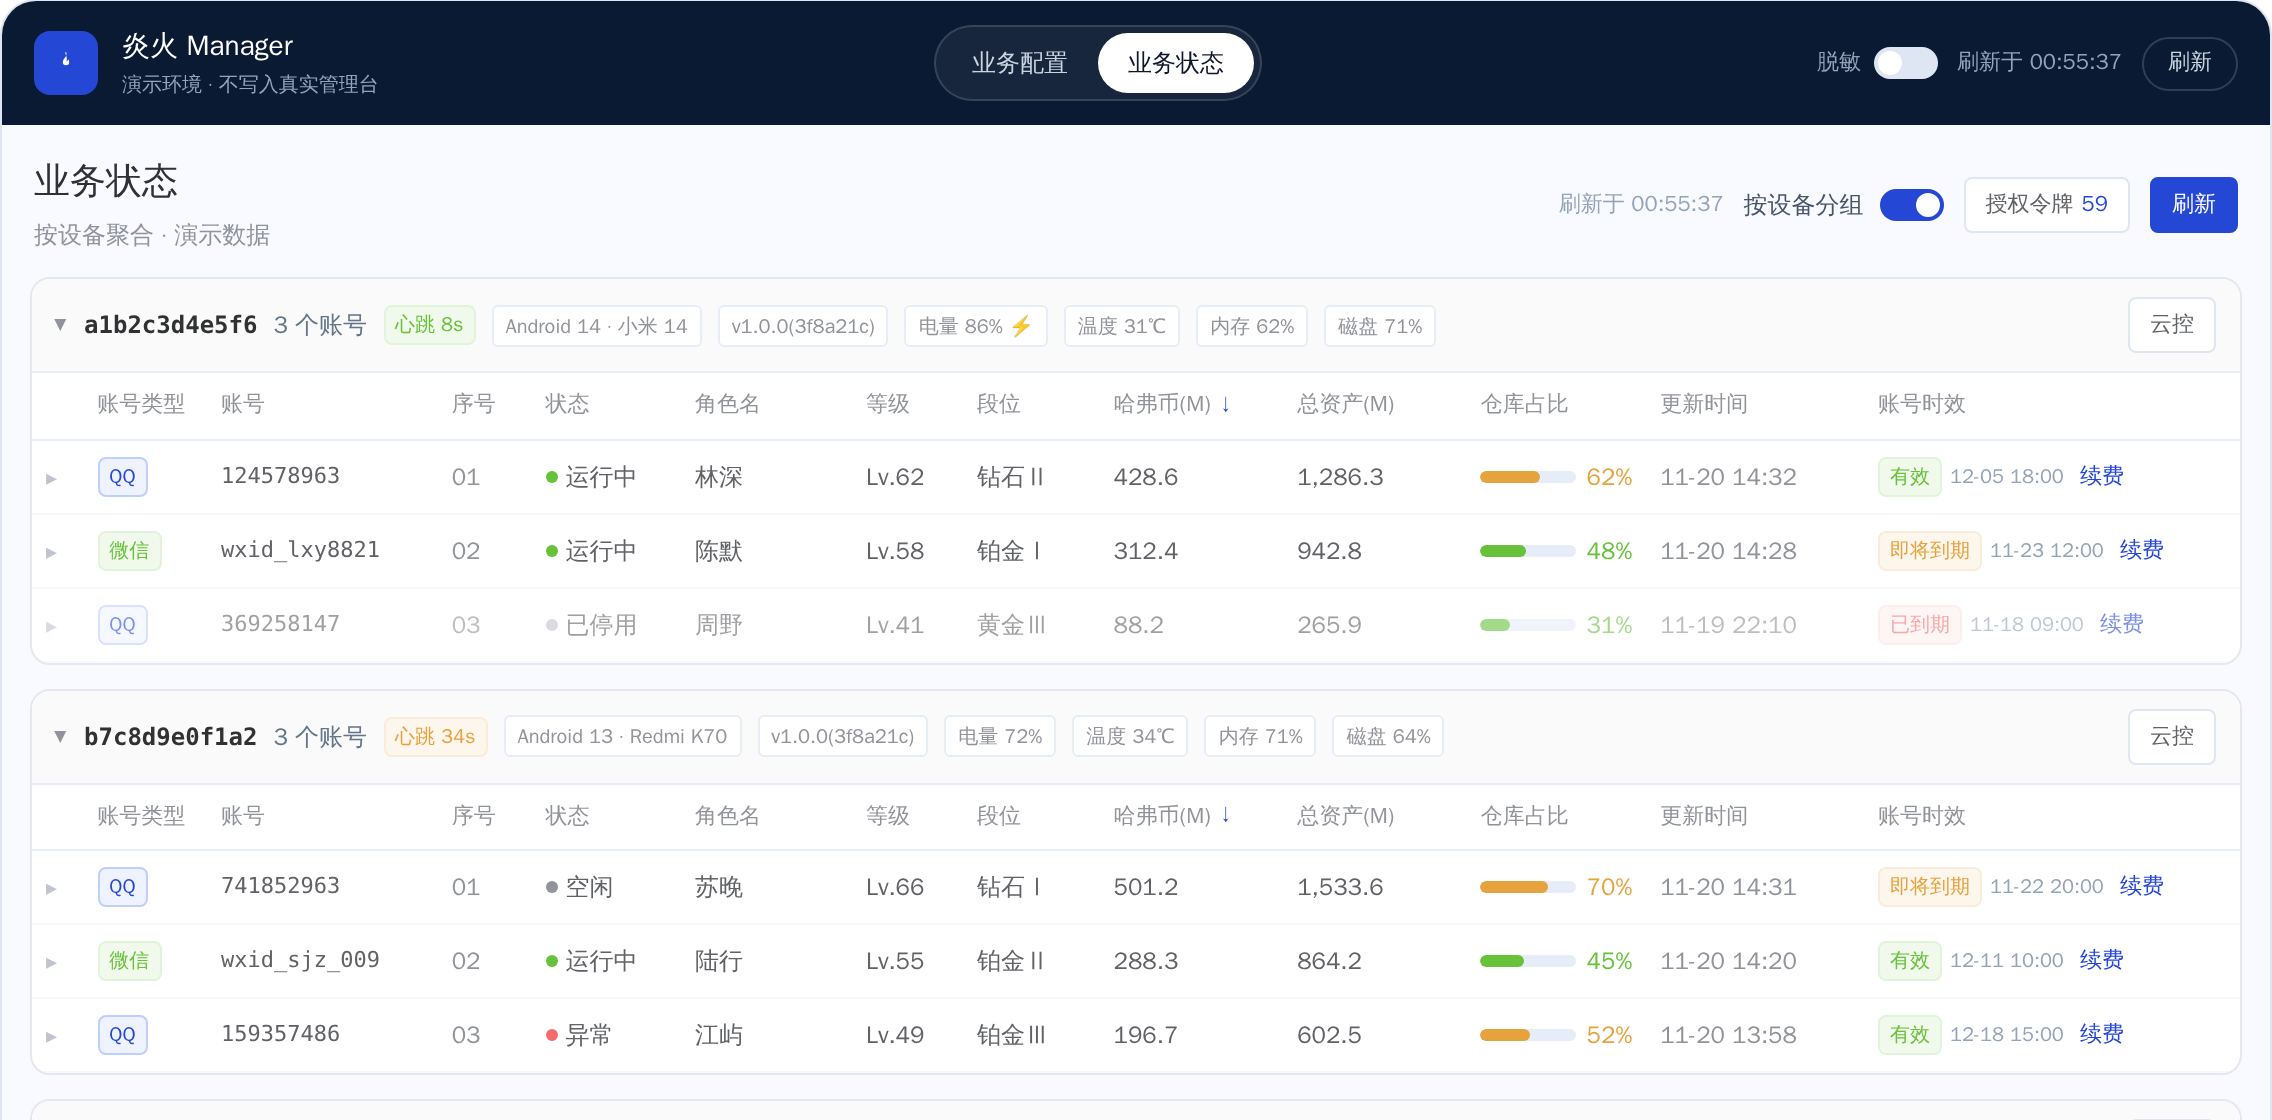 炎火 Manager
演示环境 · 不写入真实管理台
业务配置 业务状态
脱敏 刷新于 00:55:37 刷新
业务状态
按设备聚合 · 演示数据
刷新于 00:55:37 按设备分组 授权令牌 59 刷新
▼ a1b2c3d4e5f6 3 个账号 心跳 8s Android 14 · 小米 14 v1.0.0(3f8a21c) 电量 86% ⚡ 温度 31℃ 内存 62% 磁盘 71% 云控
账号类型 账号 序号 状态 角色名 等级 段位 哈弗币(M) ↓ 总资产(M) 仓库占比 更新时间 账号时效
▶ QQ 124578963 01 运行中 林深 Lv.62 钻石Ⅱ 428.6 1,286.3 62% 11-20 14:32 有效 12-05 18:00 续费
▶ 微信 wxid_lxy8821 02 运行中 陈默 Lv.58 铂金Ⅰ 312.4 942.8 48% 11-20 14:28 即将到期 11-23 12:00 续费
▶ QQ 369258147 03 已停用 周野 Lv.41 黄金Ⅲ 88.2 265.9 31% 11-19 22:10 已到期 11-18 09:00 续费
▼ b7c8d9e0f1a2 3 个账号 心跳 34s Android 13 · Redmi K70 v1.0.0(3f8a21c) 电量 72% 温度 34℃ 内存 71% 磁盘 64% 云控
账号类型 账号 序号 状态 角色名 等级 段位 哈弗币(M) ↓ 总资产(M) 仓库占比 更新时间 账号时效
▶ QQ 741852963 01 空闲 苏晚 Lv.66 钻石Ⅰ 501.2 1,533.6 70% 11-20 14:31 即将到期 11-22 20:00 续费
▶ 微信 wxid_sjz_009 02 运行中 陆行 Lv.55 铂金Ⅱ 288.3 864.2 45% 11-20 14:20 有效 12-11 10:00 续费
▶ QQ 159357486 03 异常 江屿 Lv.49 铂金Ⅲ 196.7 602.5 52% 11-20 13:58 有效 12-18 15:00 续费